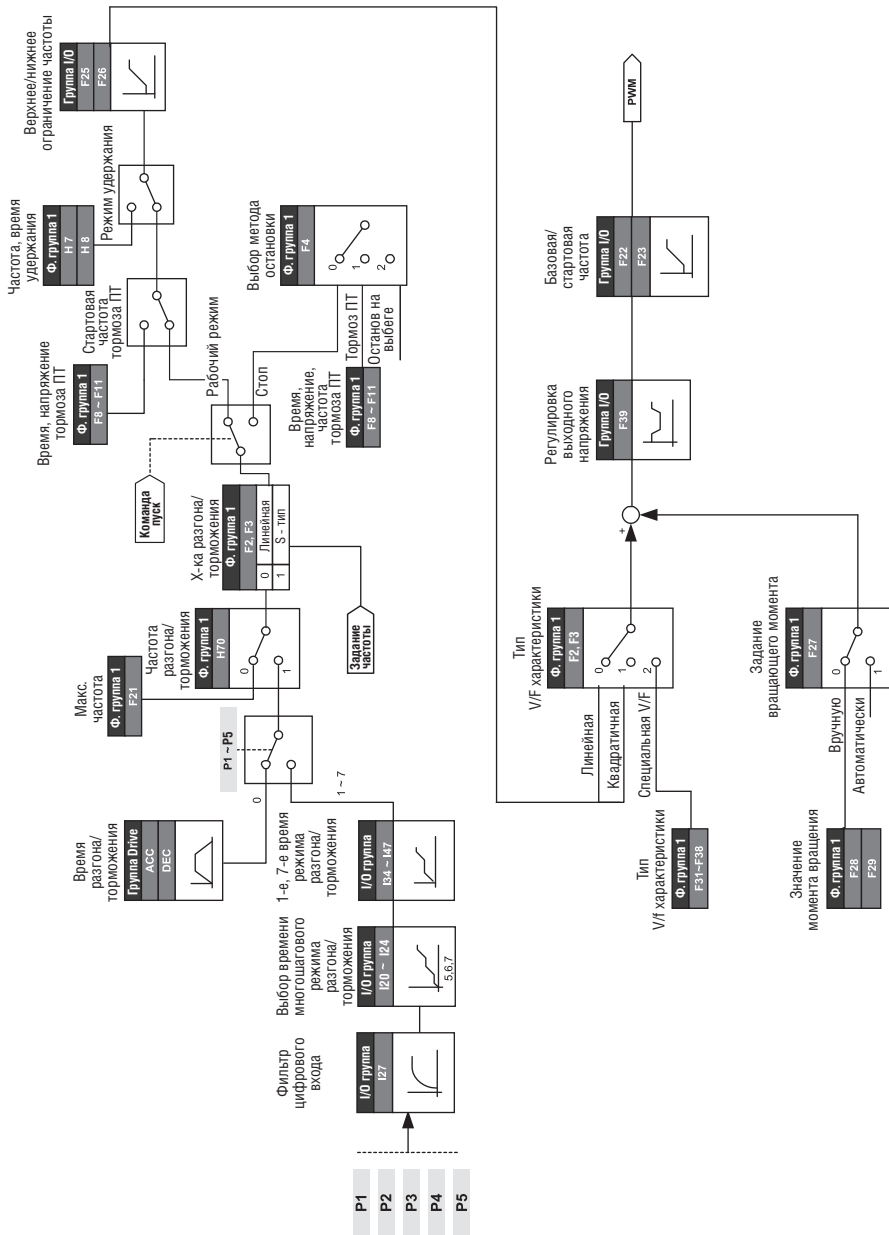 P1
P2
P3
P4
P5
Фильтр
цифрового
входа
I/O группа
I27
Выбор времени
многошагового
режима
разгона/
торможения
I/O группа
I20 ~ I24
5,6,7
1-е, 7-е время
режима
разгона/
торможения
I/O группа
I34 ~ I47
Время
разгона/
торможения
Группа Drive
ACC
DEC
0
1 ~ 7
P1 ~ P5
Макс.
частота
Ф. группа 1
F21
Частота
разгона/
торможения
Ф. группа 1
H70
0
1
Х-ка разгона/
торможения
Ф. группа 1
F2, F3
0
Линейная
1
S - тип
Задание
частоты
Команда
пуск
Рабочий режим
Стоп
Время, напряжение
тормоза ПТ
Ф. группа 1
F8 ~ F11
Стартовая
частота
тормоза ПТ
Время,
напряжение,
частота
тормоза ПТ
Ф. группа 1
F8 ~ F11
Тормоз ПТ
Останов на
выбеге
Выбор метода
остановки
Ф. группа 1
F4
0
1
2
Частота, время
удержания
Ф. группа 1
H 7
H 8
Режим удержания
Верхнее/нижнее
ограничение частоты
Группа I/O
F25
F26
Тип
V/f характеристики
Ф. группа 1
F31~F38
Линейная
Квадратичная
Специальная V/F
Тип
V/F характеристики
Ф. группа 1
F2, F3
0
1
2
+
Значение
момента вращения
Ф. группа 1
F28
F29
Вручную
Автоматически
Задание
вращающего момента
Ф. группа 1
F27
0
1
Регулировка
выходного
напряжения
Группа I/O
F39
Базовая/
стартовая
частота
Группа I/O
F22
F23
PWM